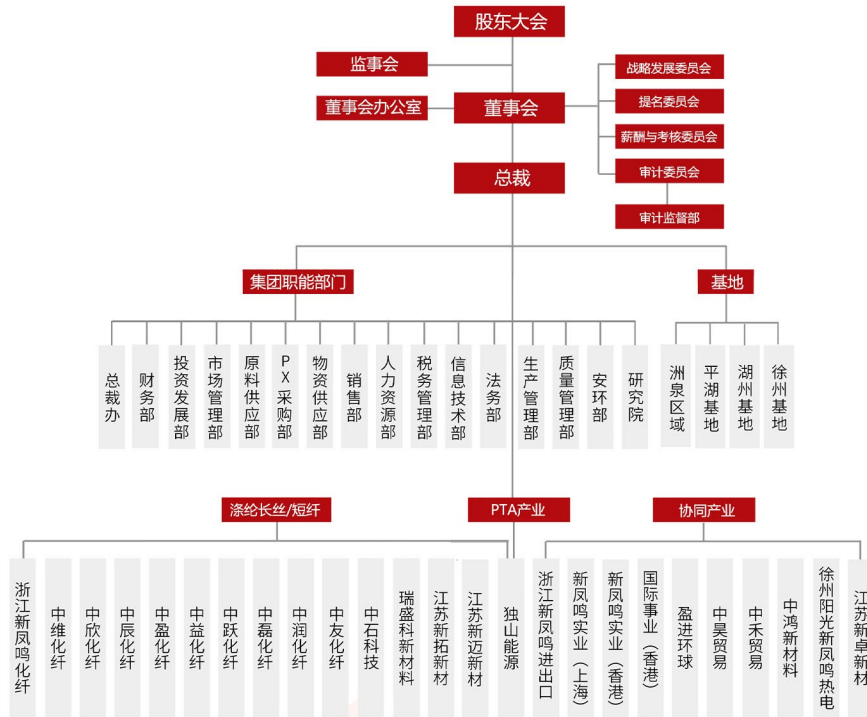 股东大会
监事会
战略发展委员会
董事会办公室
董事会
提名委员会
薪酬与考核委员会
总裁
审计委员会
审计监督部
集团职能部门
基地
总裁办
财务部
投资发展部
市场管理部
原料供应部
PX采购部
物资供应部
销售部
人力资源部
税务管理部
信息技术部
法务部
生产管理部
质量管理部
安环部
研究院
洲泉区域
平湖基地
湖州基地
徐州基地
涤纶长丝/短纤
PTA产业
协同产业
浙江新凤鸣化纤
中维化纤
中欣化纤
中辰化纤
中盈化纤
中益化纤
中跃化纤
中磊化纤
中润化纤
中友化纤
中石科技
瑞盛科新材料
江苏新拓新材
江苏新迈新材
独山能源
浙江新凤鸣进出口
新凤鸣实业（上海）
新凤鸣实业（香港）
国际事业（香港）
盈进环球
中昊贸易
中禾贸易
中鸿新材料
徐州阳光新凤鸣热电
江苏新卓新材